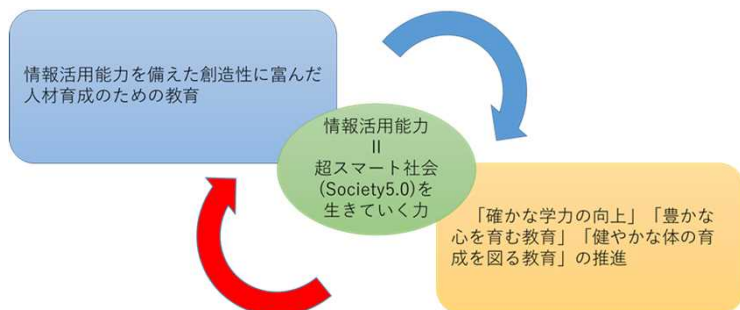 情報活用能力を備えた創造性に富んだ
人材育成のための教育
情報活用能力
＝
超スマート社会
(Society5.0)を
生きていく力
「確かな学力の向上」「豊かな
心を育む教育」「健やかな体の育
成を図る教育」の推進